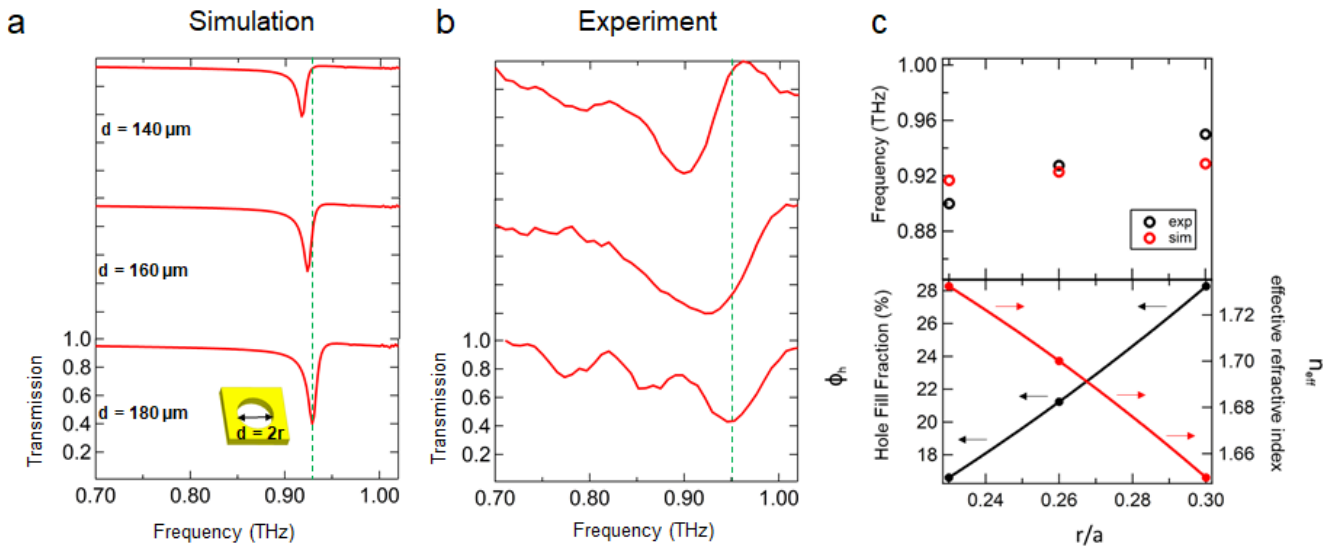 a
Simulation
d = 140 µm
d = 160 µm
d = 180 µm
d = 2r
1.0
0.8
0.6
0.4
0.2
Transmission
0.70
0.80
0.90
1.00
Frequency (THz)
b
Experiment
1.0
0.8
0.6
0.4
0.2
Transmission
0.70
0.80
0.90
1.00
Frequency (THz)
c
1.00
0.96
0.92
0.88
Frequency (THz)
exp
sim
28
26
24
22
20
18
ϕh
Hole Fill Fraction (%)
1.72
1.70
1.68
1.66
effective refractive index
neff
0.24
0.26
0.28
0.30
r/a